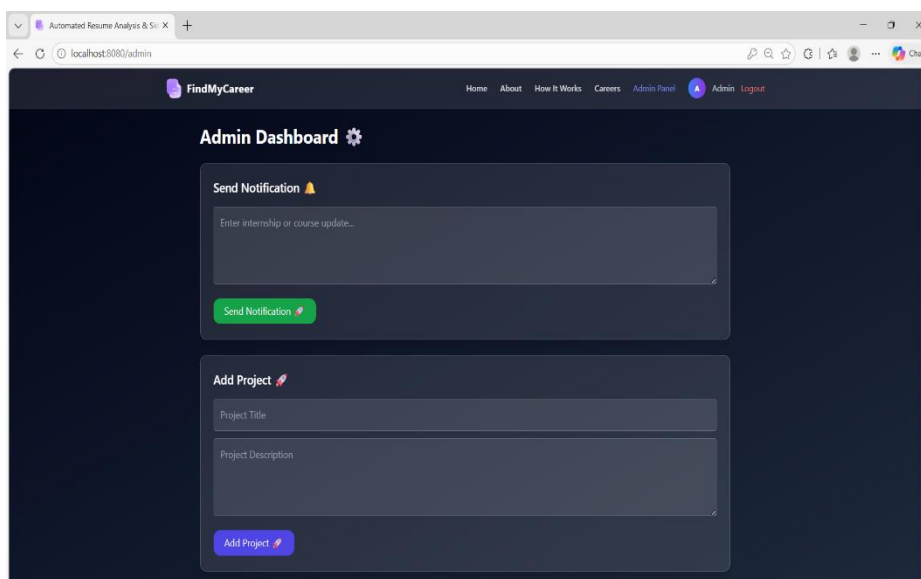 Automated Resume Analysis & Sk
localhost:8080/admin
Cha
FindMyCareer Home About How It Works Careers Admin Panel A Admin Logout
Admin Dashboard ⚙
Send Notification 🔔
Enter internship or course update...
Send Notification 🚀
Add Project 🚀
Project Title
Project Description
Add Project 🚀